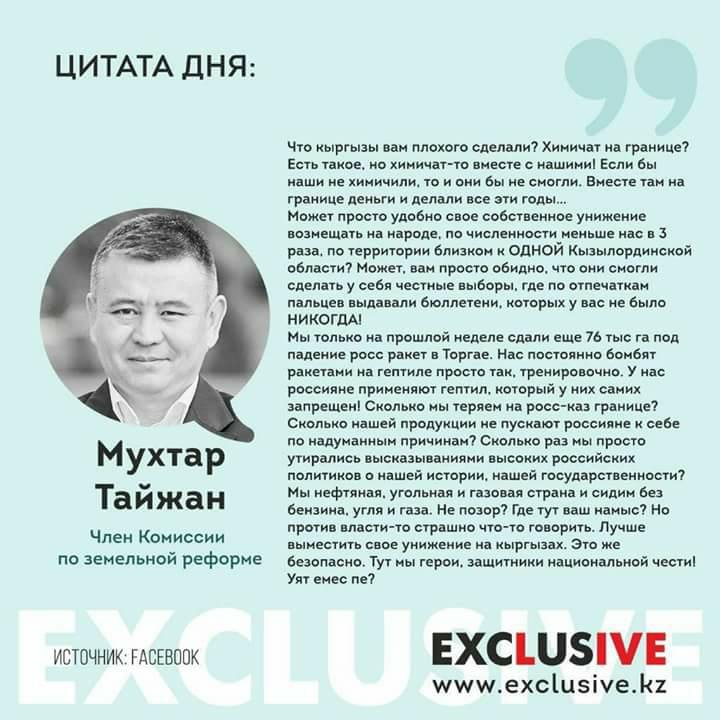 ЦИТАТА ДНЯ:
Что кыргызы вам плохого сделали? Химичат на границе?
Есть такое, но химичат-то вместе с нашими! Если бы
наши не химичили, то и они бы не смогли. Вместе там на
границе деньги и делали все эти годы...
Может просто удобно свое собственное унижение
возмещать на народе, по численности меньше нас в 3
раза, по территории близком к ОДНОЙ Кызылординской
области? Может, вам просто обидно, что они смогли
сделать у себя честные выборы, где по отпечаткам
пальцев выдавали бюллетени, которых у вас не было
НИКОГДА!
Мы только на прошлой неделе сдали еще 76 тыс га под
падение росс ракет в Торгае. Нас постоянно бомбят
ракетами на гептиле просто так, тренировочно. У нас
россияне применяют гептил, который у них самих
запрещен! Сколько мы теряем на росс-каз границе?
Сколько нашей продукции не пускают россияне к себе
по надуманным причинам? Сколько раз мы просто
утирались высказываниями высоких российских
политиков о нашей истории, нашей государственности?
Мы нефтяная, угольная и газовая страна и сидим без
бензина, угля и газа. Не позор? Где тут ваш намыс? Но
против власти-то страшно что-то говорить. Лучше
выместить свое унижение на кыргызах. Это же
безопасно. Тут мы герои, защитники национальной чести!
Уят емес пе?
Мухтар
Тайжан
Член Комиссии
по земельной реформе
EXCLUSIVE
ИСТОЧНИК: FACEBOOK
EXCLUSIVE
www.exclusive.kz